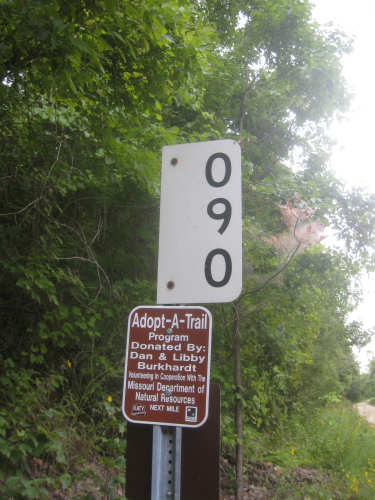 0
9
0
Adopt-A-Trail
Program
Donated By:
Dan & Libby
Burkhardt
Volunteering in Cooperation With The
Missouri Department of
Natural Resources
KATY NEXT MILE